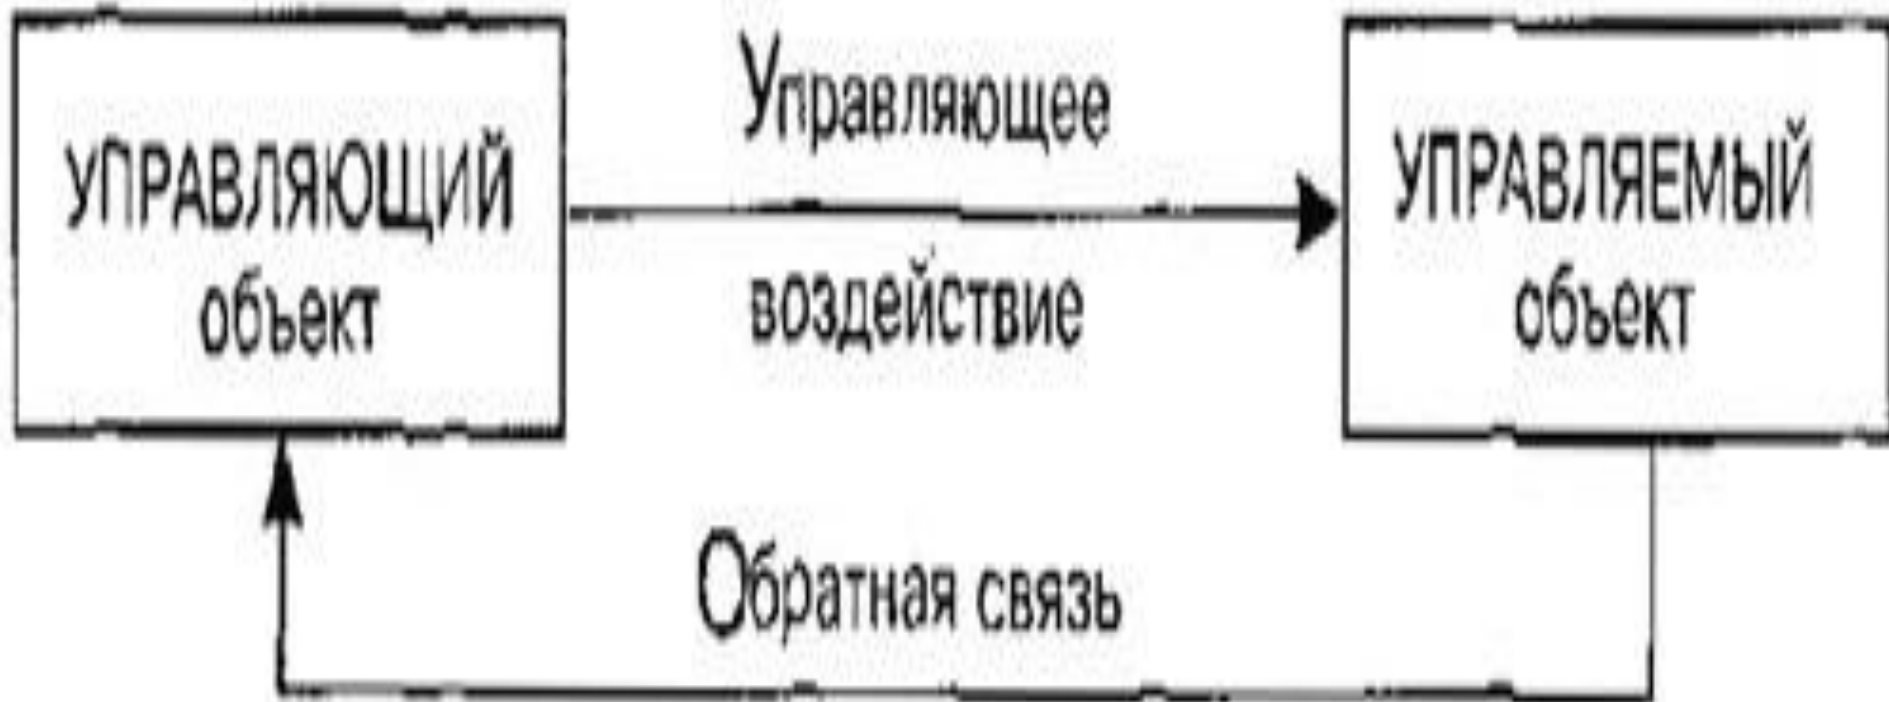 УПРАВЛЯЮЩИЙ
объект
Управляющее
воздействие
УПРАВЛЯЕМЫЙ
объект
Обратная связь